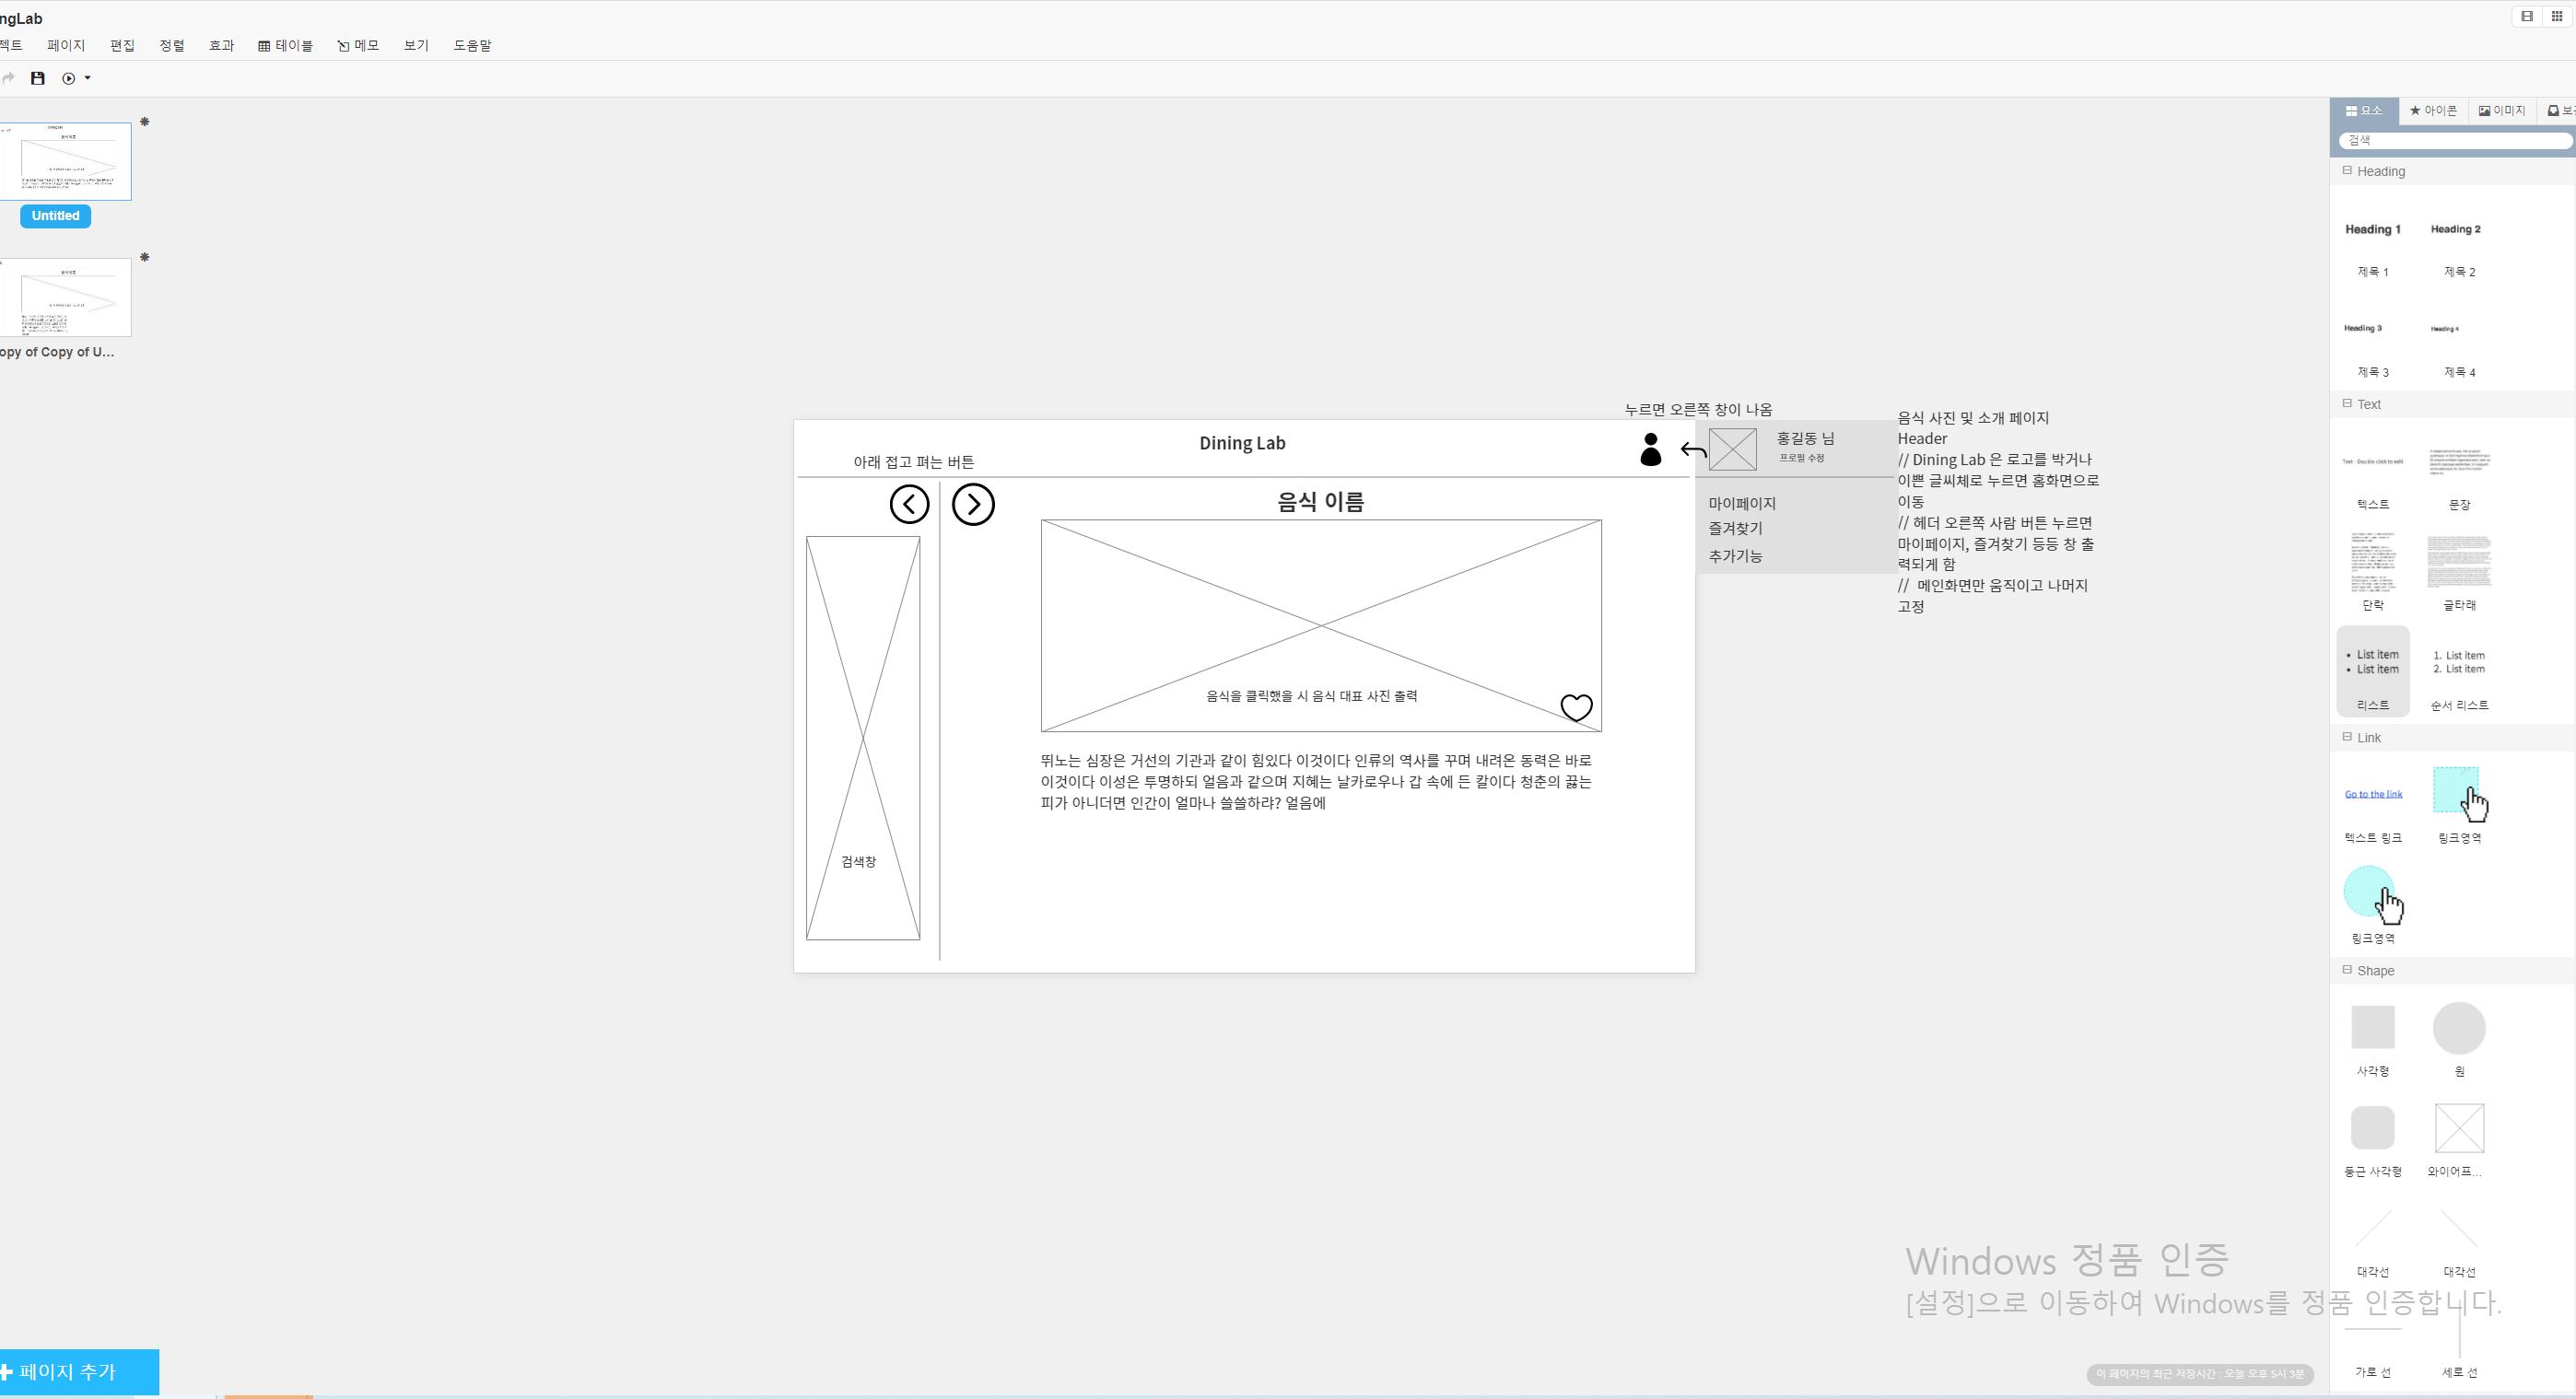 ngLab
젝트 페이지 편집 정렬 효과 테이블 메모 보기 도움말
Untitled
opy of Copy of U...
페이지 추가
누르면 오른쪽 창이 나옴
Dining Lab
아래 접고 펴는 버튼
홍길동 님
프로필 수정
마이페이지
즐겨찾기
추가기능
음식 이름
음식을 클릭했을 시 음식 대표 사진 출력
검색창
뛰노는 심장은 거선의 기관과 같이 힘있다 이것이다 인류의 역사를 꾸며 내려온 동력은 바로
이것이다 이성은 투명하되 얼음과 같으며 지혜는 날카로우나 갑 속에 든 칼이다 청춘의 끓는
피가 아니더면 인간이 얼마나 쓸쓸하랴? 얼음에
음식 사진 및 소개 페이지
Header
// Dining Lab 은 로고를 박거나
이쁜 글씨체로 누르면 홈화면으로
이동
// 헤더 오른쪽 사람 버튼 누르면
마이페이지, 즐겨찾기 등등 창 출
력되게 함
// 메인화면만 움직이고 나머지
고정
요소 아이콘 이미지
검색
Heading
Heading 1 Heading 2
제목 1 제목 2
Heading 3 Heading 4
제목 3 제목 4
Text
Text - Double click to edit
텍스트 문장
단락 글타래
• List item 1. List item
• List item 2. List item
리스트 순서 리스트
Link
Go to the link
텍스트 링크 링크영역
링크영역
Shape
사각형 원
둥근 사각형 와이어프...
대각선 대각선
가로 선 세로 선
Windows 정품 인증
[설정]으로 이동하여 Windows를 정품 인증합니다.
이 페이지의 최근 저장시간 : 오늘 오후 5시 3분